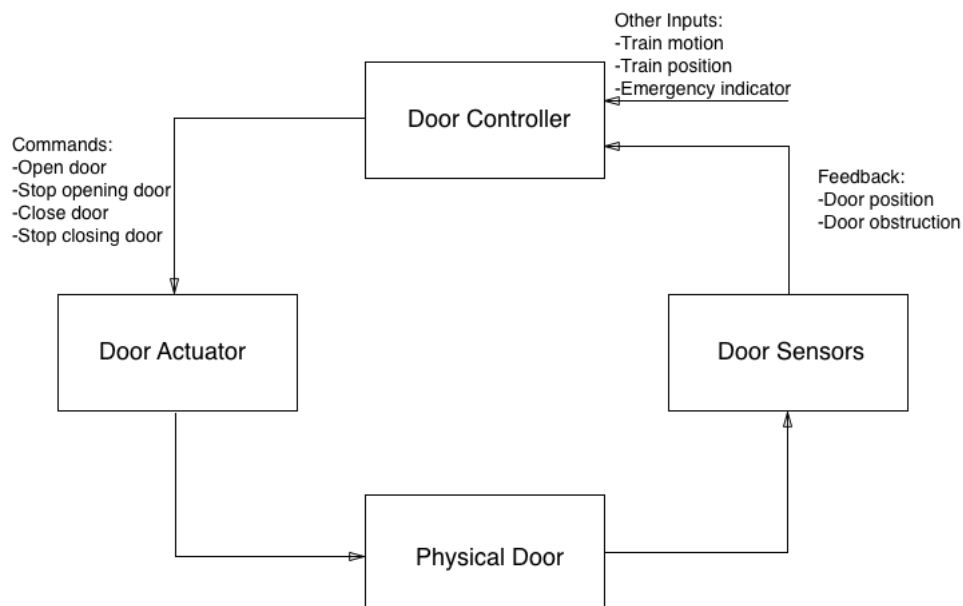 Other Inputs:
-Train motion
-Train position
-Emergency indicator
Door Controller
Commands:
-Open door
-Stop opening door
-Close door
-Stop closing door
Feedback:
-Door position
-Door obstruction
Door Actuator
Door Sensors
Physical Door